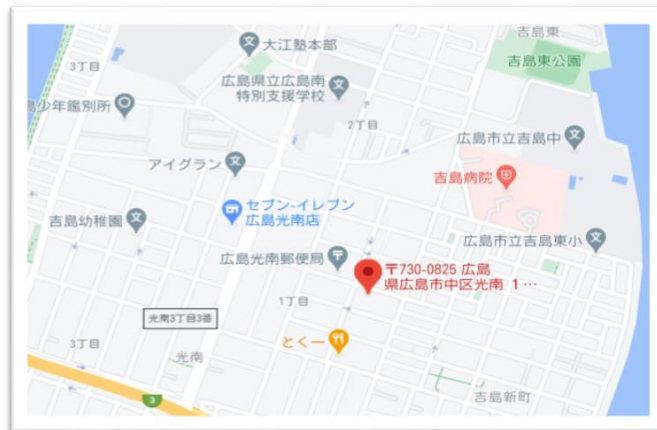 吉島東
大江塾本部
吉島東公園
3丁目
広島県立広島南
特別支援学校
島少年鑑別所
2丁目
広島市立吉島中
アイグラン
吉島病院
セブン-イレブン
広島光南店
吉島幼稚園
広島市立吉島東小
広島光南郵便局
〒730-0825 広島
県広島市中区光南 1 …
1丁目
光南3丁目3番
とくー
3丁目
光南
吉島新町
3